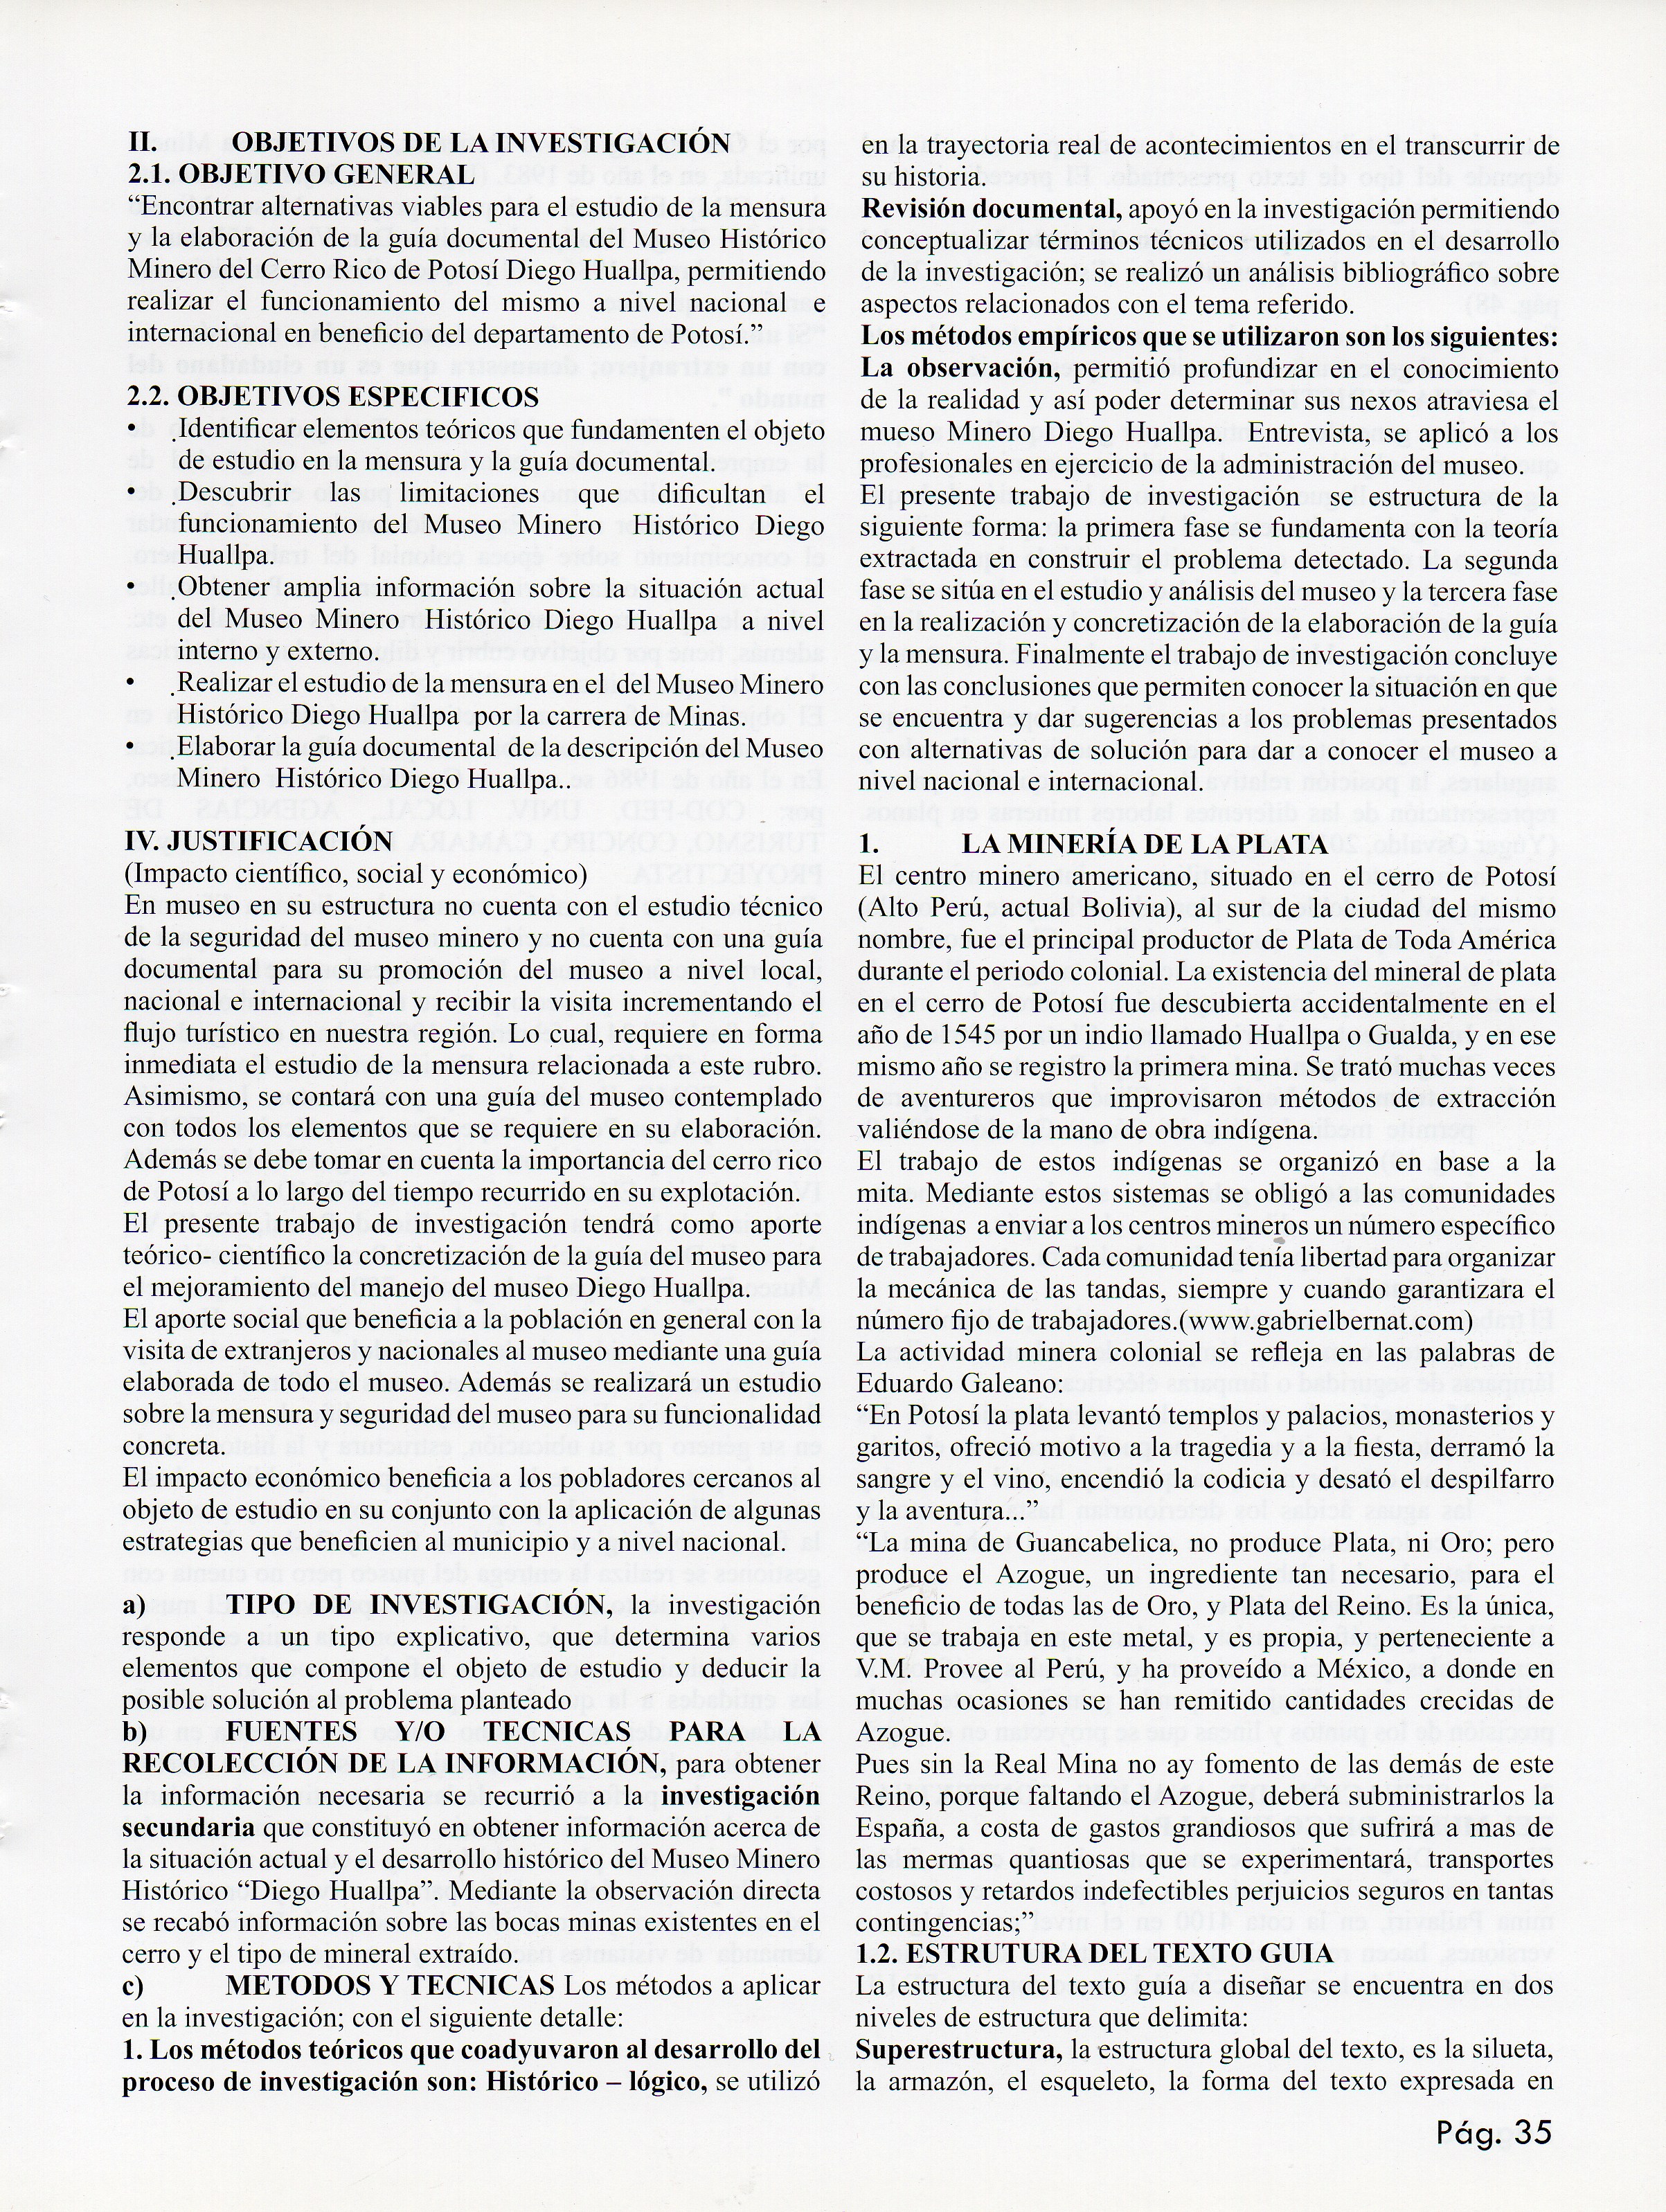 II. OBJETIVOS DE LA INVESTIGACIÓN
2.1. OBJETIVO GENERAL
“Encontrar alternativas viables para el estudio de la mensura
y la elaboración de la guía documental del Museo Histórico
Minero del Cerro Rico de Potosí Diego Huallpa, permitiendo
realizar el funcionamiento del mismo a nivel nacional e
internacional en beneficio del departamento de Potosí.”
2.2. OBJETIVOS ESPECIFICOS
• Identificar elementos teóricos que fundamenten el objeto
de estudio en la mensura y la guía documental.
• Descubrir las limitaciones que dificultan el
funcionamiento del Museo Minero Histórico Diego
Huallpa.
• Obtener amplia información sobre la situación actual
del Museo Minero Histórico Diego Huallpa a nivel
interno y externo.
• Realizar el estudio de la mensura en el del Museo Minero
Histórico Diego Huallpa por la carrera de Minas.
• Elaborar la guía documental de la descripción del Museo
Minero Histórico Diego Huallpa..
IV. JUSTIFICACIÓN
(Impacto científico, social y económico)
En museo en su estructura no cuenta con el estudio técnico
de la seguridad del museo minero y no cuenta con una guía
documental para su promoción del museo a nivel local,
nacional e internacional y recibir la visita incrementando el
flujo turístico en nuestra región. Lo cual, requiere en forma
inmediata el estudio de la mensura relacionada a este rubro.
Asimismo, se contará con una guía del museo contemplado
con todos los elementos que se requiere en su elaboración.
Además se debe tomar en cuenta la importancia del cerro rico
de Potosí a lo largo del tiempo recurrido en su explotación.
El presente trabajo de investigación tendrá como aporte
teórico- científico la concretización de la guía del museo para
el mejoramiento del manejo del museo Diego Huallpa.
El aporte social que beneficia a la población en general con la
visita de extranjeros y nacionales al museo mediante una guía
elaborada de todo el museo. Además se realizará un estudio
sobre la mensura y seguridad del museo para su funcionalidad
concreta.
El impacto económico beneficia a los pobladores cercanos al
objeto de estudio en su conjunto con la aplicación de algunas
estrategias que beneficien al municipio y a nivel nacional.
a) TIPO DE INVESTIGACIÓN, la investigación
responde a un tipo explicativo, que determina varios
elementos que compone el objeto de estudio y deducir la
posible solución al problema planteado
b) FUENTES Y/O TECNICAS PARA LA
RECOLECCIÓN DE LA INFORMACIÓN, para obtener
la información necesaria se recurrió a la investigación
secundaria que constituyó en obtener información acerca de
la situación actual y el desarrollo histórico del Museo Minero
Histórico “Diego Huallpa”. Mediante la observación directa
se recabó información sobre las bocas minas existentes en el
cerro y el tipo de mineral extraído.
c) METODOS Y TECNICAS Los métodos a aplicar
en la investigación; con el siguiente detalle:
1. Los métodos teóricos que coadyuvaron al desarrollo del
proceso de investigación son: Histórico – lógico, se utilizó
en la trayectoria real de acontecimientos en el transcurrir de
su historia.
Revisión documental, apoyó en la investigación permitiendo
conceptualizar términos técnicos utilizados en el desarrollo
de la investigación; se realizó un análisis bibliográfico sobre
aspectos relacionados con el tema referido.
Los métodos empíricos que se utilizaron son los siguientes:
La observación, permitió profundizar en el conocimiento
de la realidad y así poder determinar sus nexos atraviesa el
mueso Minero Diego Huallpa. Entrevista, se aplicó a los
profesionales en ejercicio de la administración del museo.
El presente trabajo de investigación se estructura de la
siguiente forma: la primera fase se fundamenta con la teoría
extractada en construir el problema detectado. La segunda
fase se sitúa en el estudio y análisis del museo y la tercera fase
en la realización y concretización de la elaboración de la guía
y la mensura. Finalmente el trabajo de investigación concluye
con las conclusiones que permiten conocer la situación en que
se encuentra y dar sugerencias a los problemas presentados
con alternativas de solución para dar a conocer el museo a
nivel nacional e internacional.
1. LA MINERÍA DE LA PLATA
El centro minero americano, situado en el cerro de Potosí
(Alto Perú, actual Bolivia), al sur de la ciudad del mismo
nombre, fue el principal productor de Plata de Toda América
durante el periodo colonial. La existencia del mineral de plata
en el cerro de Potosí fue descubierta accidentalmente en el
año de 1545 por un indio llamado Huallpa o Gualda, y en ese
mismo año se registro la primera mina. Se trató muchas veces
de aventureros que improvisaron métodos de extracción
valiéndose de la mano de obra indígena.
El trabajo de estos indígenas se organizó en base a la
mita. Mediante estos sistemas se obligó a las comunidades
indígenas a enviar a los centros mineros un número específico
de trabajadores. Cada comunidad tenía libertad para organizar
la mecánica de las tandas, siempre y cuando garantizara el
número fijo de trabajadores.(www.gabrielbernat.com)
La actividad minera colonial se refleja en las palabras de
Eduardo Galeano:
“En Potosí la plata levantó templos y palacios, monasterios y
garitos, ofreció motivo a la tragedia y a la fiesta, derramó la
sangre y el vino, encendió la codicia y desató el despilfarro
y la aventura...”
“La mina de Guancabelica, no produce Plata, ni Oro; pero
produce el Azogue, un ingrediente tan necesario, para el
beneficio de todas las de Oro, y Plata del Reino. Es la única,
que se trabaja en este metal, y es propia, y perteneciente a
V.M. Provee al Perú, y ha proveído a México, a donde en
muchas ocasiones se han remitido cantidades crecidas de
Azogue.
Pues sin la Real Mina no ay fomento de las demás de este
Reino, porque faltando el Azogue, deberá subministrarlos la
España, a costa de gastos grandiosos que sufrirá a mas de
las mermas quantiosas que se experimentará, transportes
costosos y retardos indefectibles perjuicios seguros en tantas
contingencias;”
1.2. ESTRUTURA DEL TEXTO GUIA
La estructura del texto guía a diseñar se encuentra en dos
niveles de estructura que delimita:
Superestructura, la estructura global del texto, es la silueta,
la armazón, el esqueleto, la forma del texto expresada en
Pág. 35